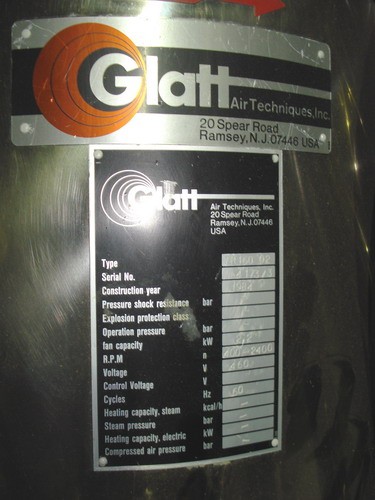 Glatt
Air Techniques, Inc.
20 Spear Road
Ramsey, N.J. 07446 USA
Glatt
Air Techniques, Inc.
20 Spear Road
Ramsey, N.J. 07446
USA
Type
Serial No.
Construction year
Pressure shock resistance bar
Explosion protection class
Operation pressure bar
fan capacity kW
R.P.M n
Voltage V 460
Control Voltage V
Cycles Hz 60
Heating capacity, steam kcal/h
Steam pressure bar
Heating capacity, electric kW
Compressed air pressure bar